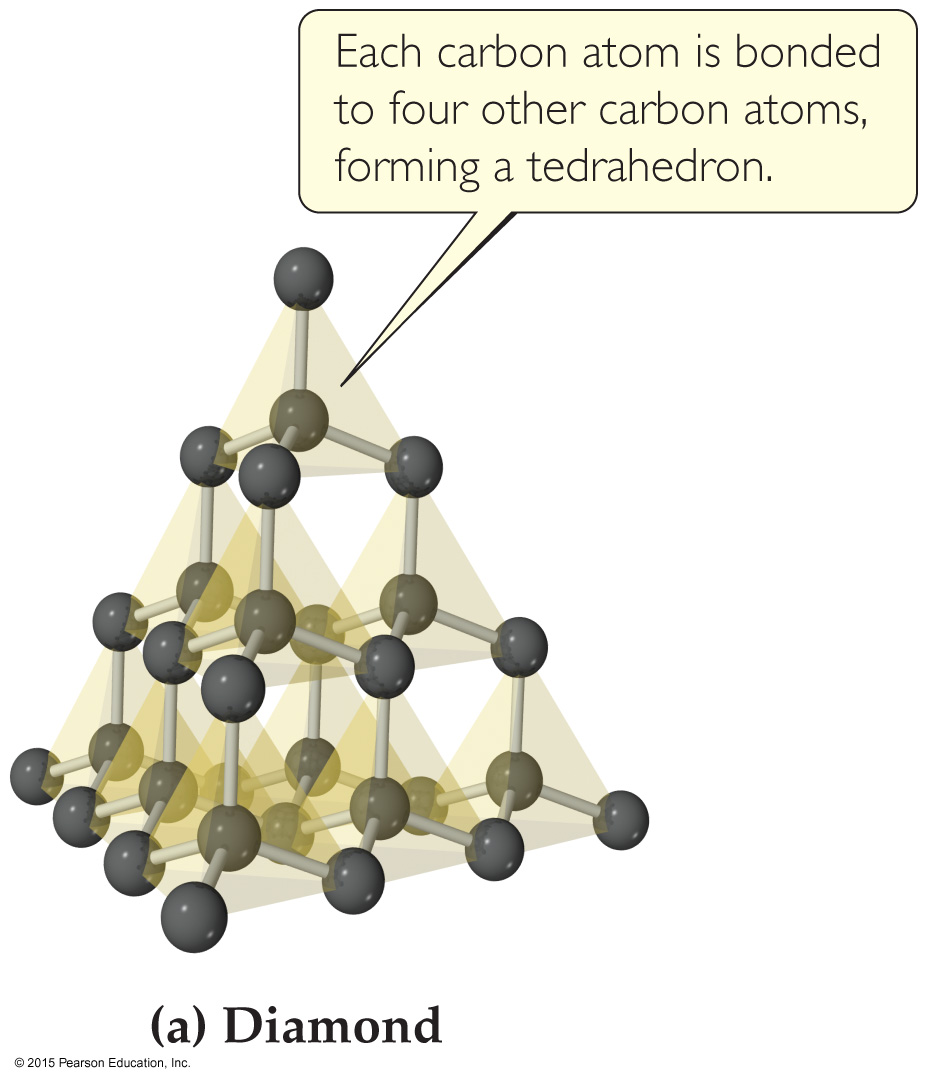 Each carbon atom is bonded
to four other carbon atoms,
forming a tedrahedron.
(a) Diamond
© 2015 Pearson Education, Inc.